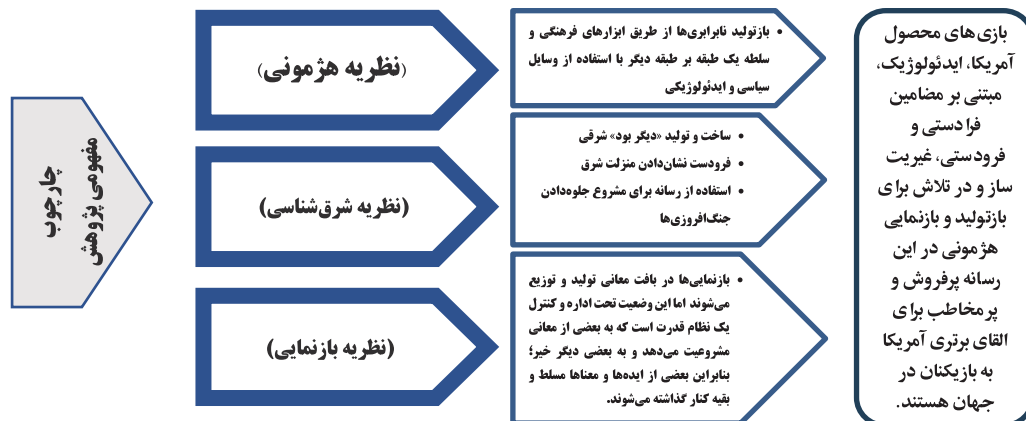 چارچوب
مفهومی پژوهش
(نظریه هژمونی)
• بازتولید نابرابری‌ها از طریق ابزارهای فرهنگی و
سلطه یک طبقه بر طبقه دیگر با استفاده از وسایل
سیاسی و ایدئولوژیکی
(نظریه شرق‌شناسی)
• ساخت و تولید «دیگر بود» شرقی
• فرودست نشان‌دادن منزلت شرق
• استفاده از رسانه برای مشروع جلوه‌دادن
جنگ‌افروزی‌ها
(نظریه بازنمایی)
• بازنمایی‌ها در بافت معانی تولید و توزیع
می‌شوند اما این وضعیت تحت اداره و کنترل
یک نظام قدرت است که به بعضی از معانی
مشروعیت می‌دهد و به بعضی دیگر خیر؛
بنابراین بعضی از ایده‌ها و معناها مسلط و
بقیه کنار گذاشته می‌شوند.
بازی‌های محصول
آمریکا، ایدئولوژیک،
مبتنی بر مضامین
فرادستی و
فرودستی، غیریت
ساز و در تلاش برای
بازتولید و بازنمایی
هژمونی در این
رسانه پرفروش و
پرمخاطب برای
القای برتری آمریکا
به بازیکنان در
جهان هستند.